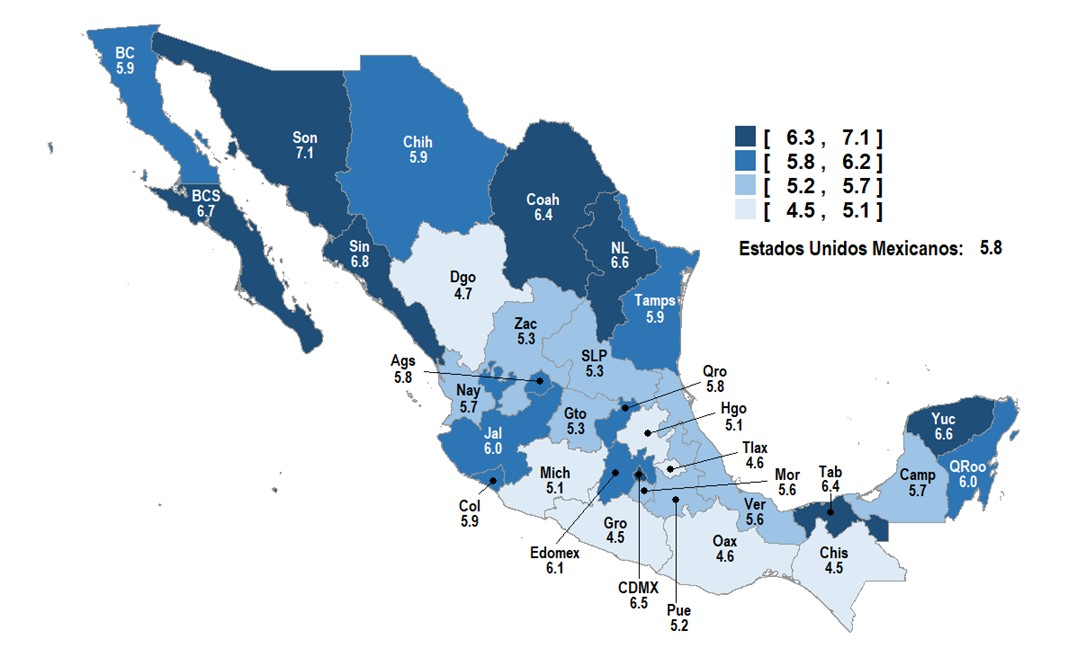 BC
5.9
Son
7.1
Chih
5.9
BCS
6.7
Coah
6.4
Sin
6.8
NL
6.6
Dgo
4.7
Tamps
5.9
[ 6.3 , 7.1 ]
[ 5.8 , 6.2 ]
[ 5.2 , 5.7 ]
[ 4.5 , 5.1 ]
Estados Unidos Mexicanos: 5.8
Zac
5.3
SLP
5.3
Ags
5.8
Nay
5.7
Qro
5.8
Hgo
5.1
Gto
5.3
Jal
6.0
Tlax
4.6
Mich
5.1
Mor
5.6
Tab
6.4
Yuc
6.6
Camp
5.7
QRoo
6.0
Col
5.9
Ver
5.6
Gro
4.5
Oax
4.6
Chis
4.5
Edomex
6.1
CDMX
6.5
Pue
5.2